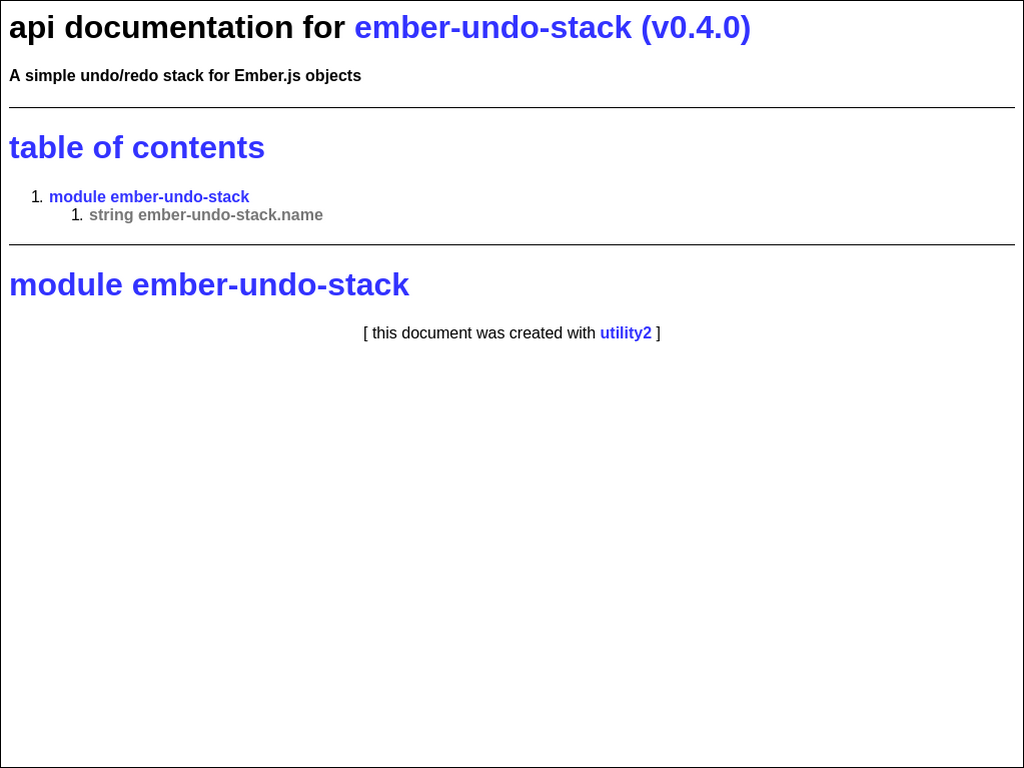 api documentation for ember-undo-stack (v0.4.0)
A simple undo/redo stack for Ember.js objects
table of contents
1. module ember-undo-stack
1. string ember-undo-stack.name
module ember-undo-stack
[ this document was created with utility2 ]